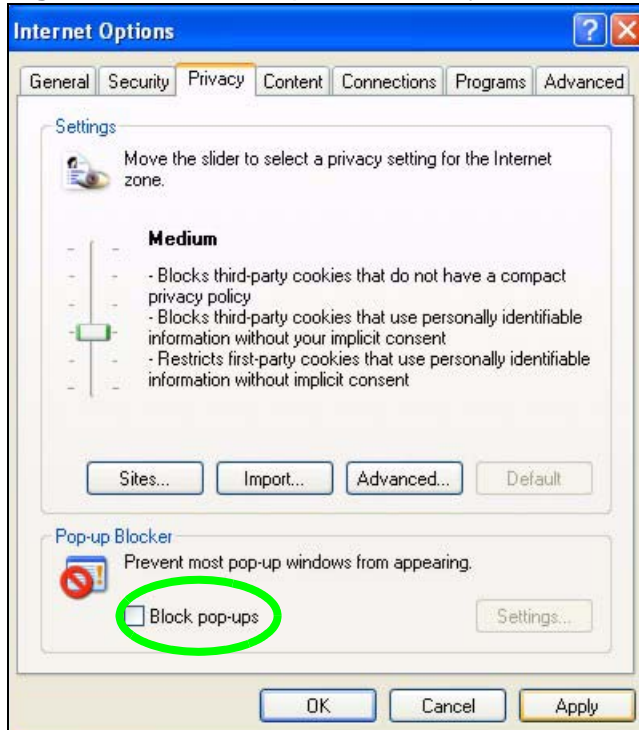 Internet Options
General Security Privacy Content Connections Programs Advanced
Settings
Move the slider to select a privacy setting for the Internet
zone.
Medium
- Blocks third-party cookies that do not have a compact
privacy policy
- Blocks third-party cookies that use personally identifiable
information without your implicit consent
- Restricts first-party cookies that use personally identifiable
information without implicit consent
Sites... Import... Advanced... Default
Pop-up Blocker
Prevent most pop-up windows from appearing.
Block pop-ups Settings...
OK Cancel Apply